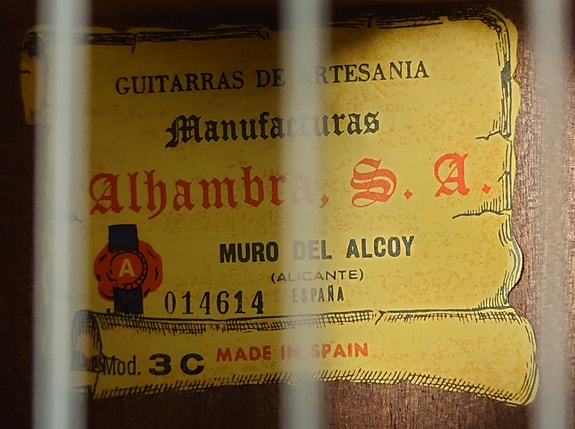 GUITARRAS DE ARTESANIA
Manufacturas
Alhambra, S. A.
MURO DEL ALCOY
(ALICANTE)
A
014614 ESPAÑA
Mod. 3C MADE IN SPAIN